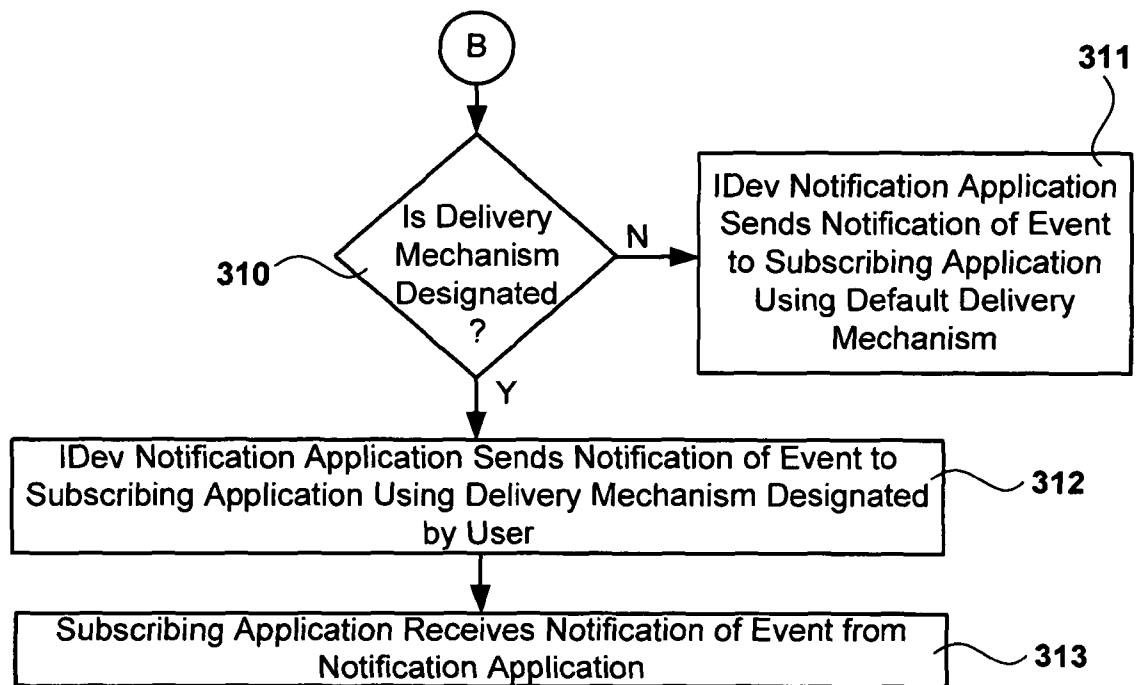 B
311
IDev Notification Application
Sends Notification of Event
to Subscribing Application
Using Default Delivery
Mechanism
Is Delivery
Mechanism
Designated
?
310
N
Y
IDev Notification Application Sends Notification of Event to
Subscribing Application Using Delivery Mechanism Designated
by User
312
Subscribing Application Receives Notification of Event from
Notification Application
313